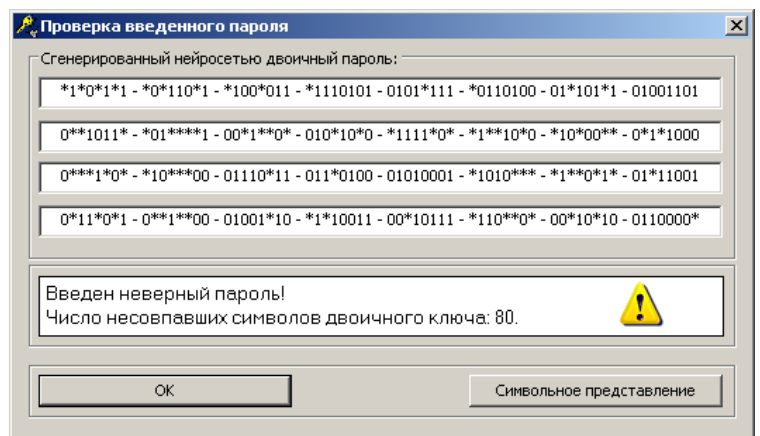 Проверка введенного пароля
Сгенерированный нейросетью двоичный пароль:
*1*0*1*1 - *0*110*1 - *100*011 - *1110101 - 0101*111 - *0110100 - 01*101*1 - 01001101
0**1011* - *01****1 - 00*1**0* - 010*10*0 - *1111*0* - *1**10*0 - *10*00** - 0*1*1000
0***1*0* - *10***00 - 01110*11 - 011*0100 - 01010001 - *1010*** - *1**0*1* - 01*11001
0*11*0*1 - 0**1**00 - 01001*10 - *1*10011 - 00*10111 - *110**0* - 00*10*10 - 0110000*
Введен неверный пароль!
Число несовпавших символов двоичного ключа: 80.
ОК
Символьное представление